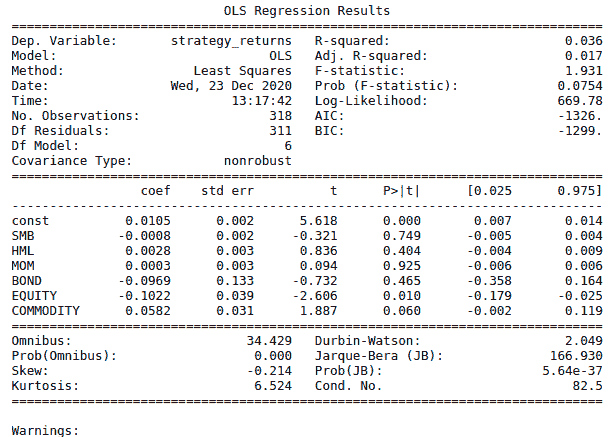 OLS Regression Results
==============================================================================
Dep. Variable: strategy_returns R-squared: 0.036
Model: OLS Adj. R-squared: 0.017
Method: Least Squares F-statistic: 1.931
Date: Wed, 23 Dec 2020 Prob (F-statistic): 0.0754
Time: 13:17:42 Log-Likelihood: 669.78
No. Observations: 318 AIC: -1326.
Df Residuals: 311 BIC: -1299.
Df Model: 6
Covariance Type: nonrobust
==============================================================================
coef std err t P>|t| [0.025 0.975]
------------------------------------------------------------------------------
const 0.0105 0.002 5.618 0.000 0.007 0.014
SMB -0.0008 0.002 -0.321 0.749 -0.005 0.004
HML 0.0028 0.003 0.836 0.404 -0.004 0.009
MOM 0.0003 0.003 0.094 0.925 -0.006 0.006
BOND -0.0969 0.133 -0.732 0.465 -0.358 0.164
EQUITY -0.1022 0.039 -2.606 0.010 -0.179 -0.025
COMMODITY 0.0582 0.031 1.887 0.060 -0.002 0.119
==============================================================================
Omnibus: 34.429 Durbin-Watson: 2.049
Prob(Omnibus): 0.000 Jarque-Bera (JB): 166.930
Skew: -0.214 Prob(JB): 5.64e-37
Kurtosis: 6.524 Cond. No. 82.5
==============================================================================
Warnings: